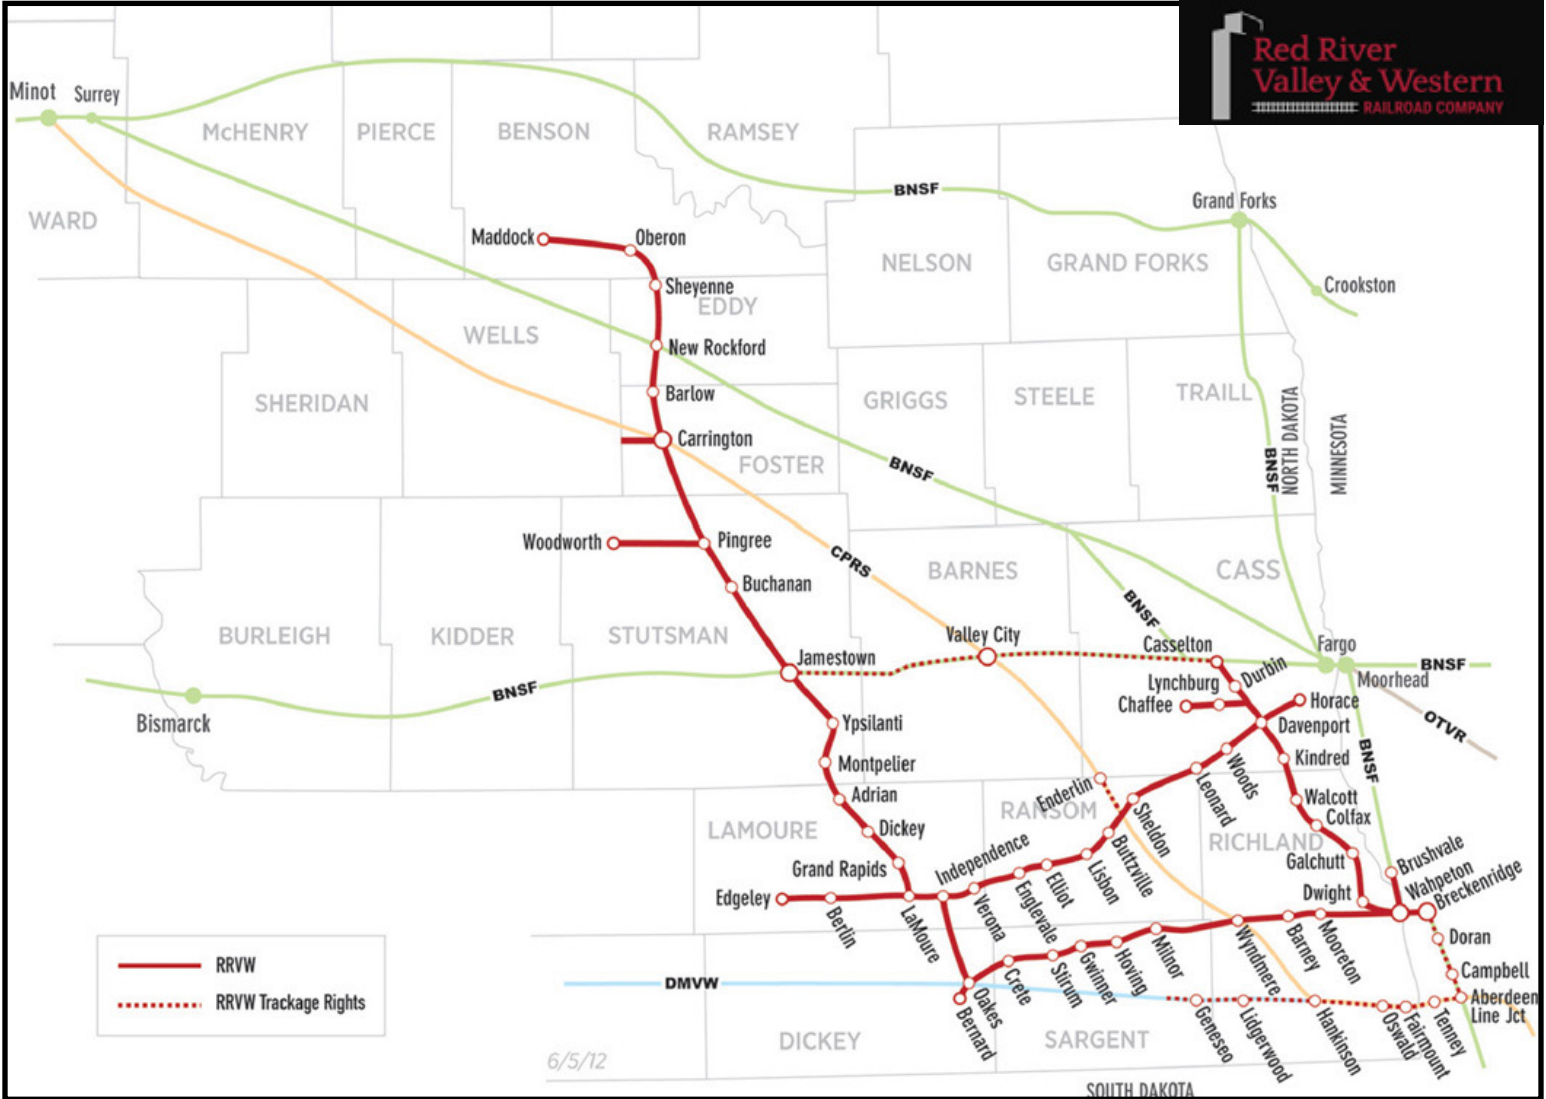 Red River
Valley & Western
RAILROAD COMPANY
Minot
Surrey
McHENRY
PIERCE
BENSON
RAMSEY
BNSF
WARD
Grand Forks
Maddock
Oberon
NELSON
GRAND FORKS
Sheyenne
EDDY
Crookston
WELLS
New Rockford
Barlow
SHERIDAN
GRIGGS
STEELE
TRAILL
NORTH DAKOTA
MINNESOTA
Carrington
FOSTER
BNSF
BNSF
Woodworth
Pingree
CPRS
BARNES
CASS
Buchanan
BNSF
BURLEIGH
KIDDER
STUTSMAN
Valley City
Casselton
Fargo
Jamestown
BNSF
Lynchburg
Durbin
Moorhead
BNSF
Chaffee
Horace
Bismarck
Ypsilanti
Davenport
OTVR
Montpelier
Woods
Kindred
BNSF
Enderlin
Leonard
Adrian
RANSOM
Sheldon
Walcott
Colfax
LAMOURE
Dickey
RICHLAND
Independence
Buttzville
Galchutt
Brushvale
Grand Rapids
Lisbon
Edgeley
Elliot
Dwight
Wahpeton
Breckenridge
Berlin
LaMoure
Verona
Englevale
Milnor
Wyndmere
Barney
Mooreton
Doran
RRVW
Hoving
Gwinner
Stirum
Crete
Campbell
DMVW
Oakes
Aberdeen
Line Jct
RRVW Trackage Rights
Bernard
Geneseo
Lidgerwood
Hankinson
Oswald
Fairmount
Tenney
DICKEY
SARGENT
6/5/12
SOUTH DAKOTA